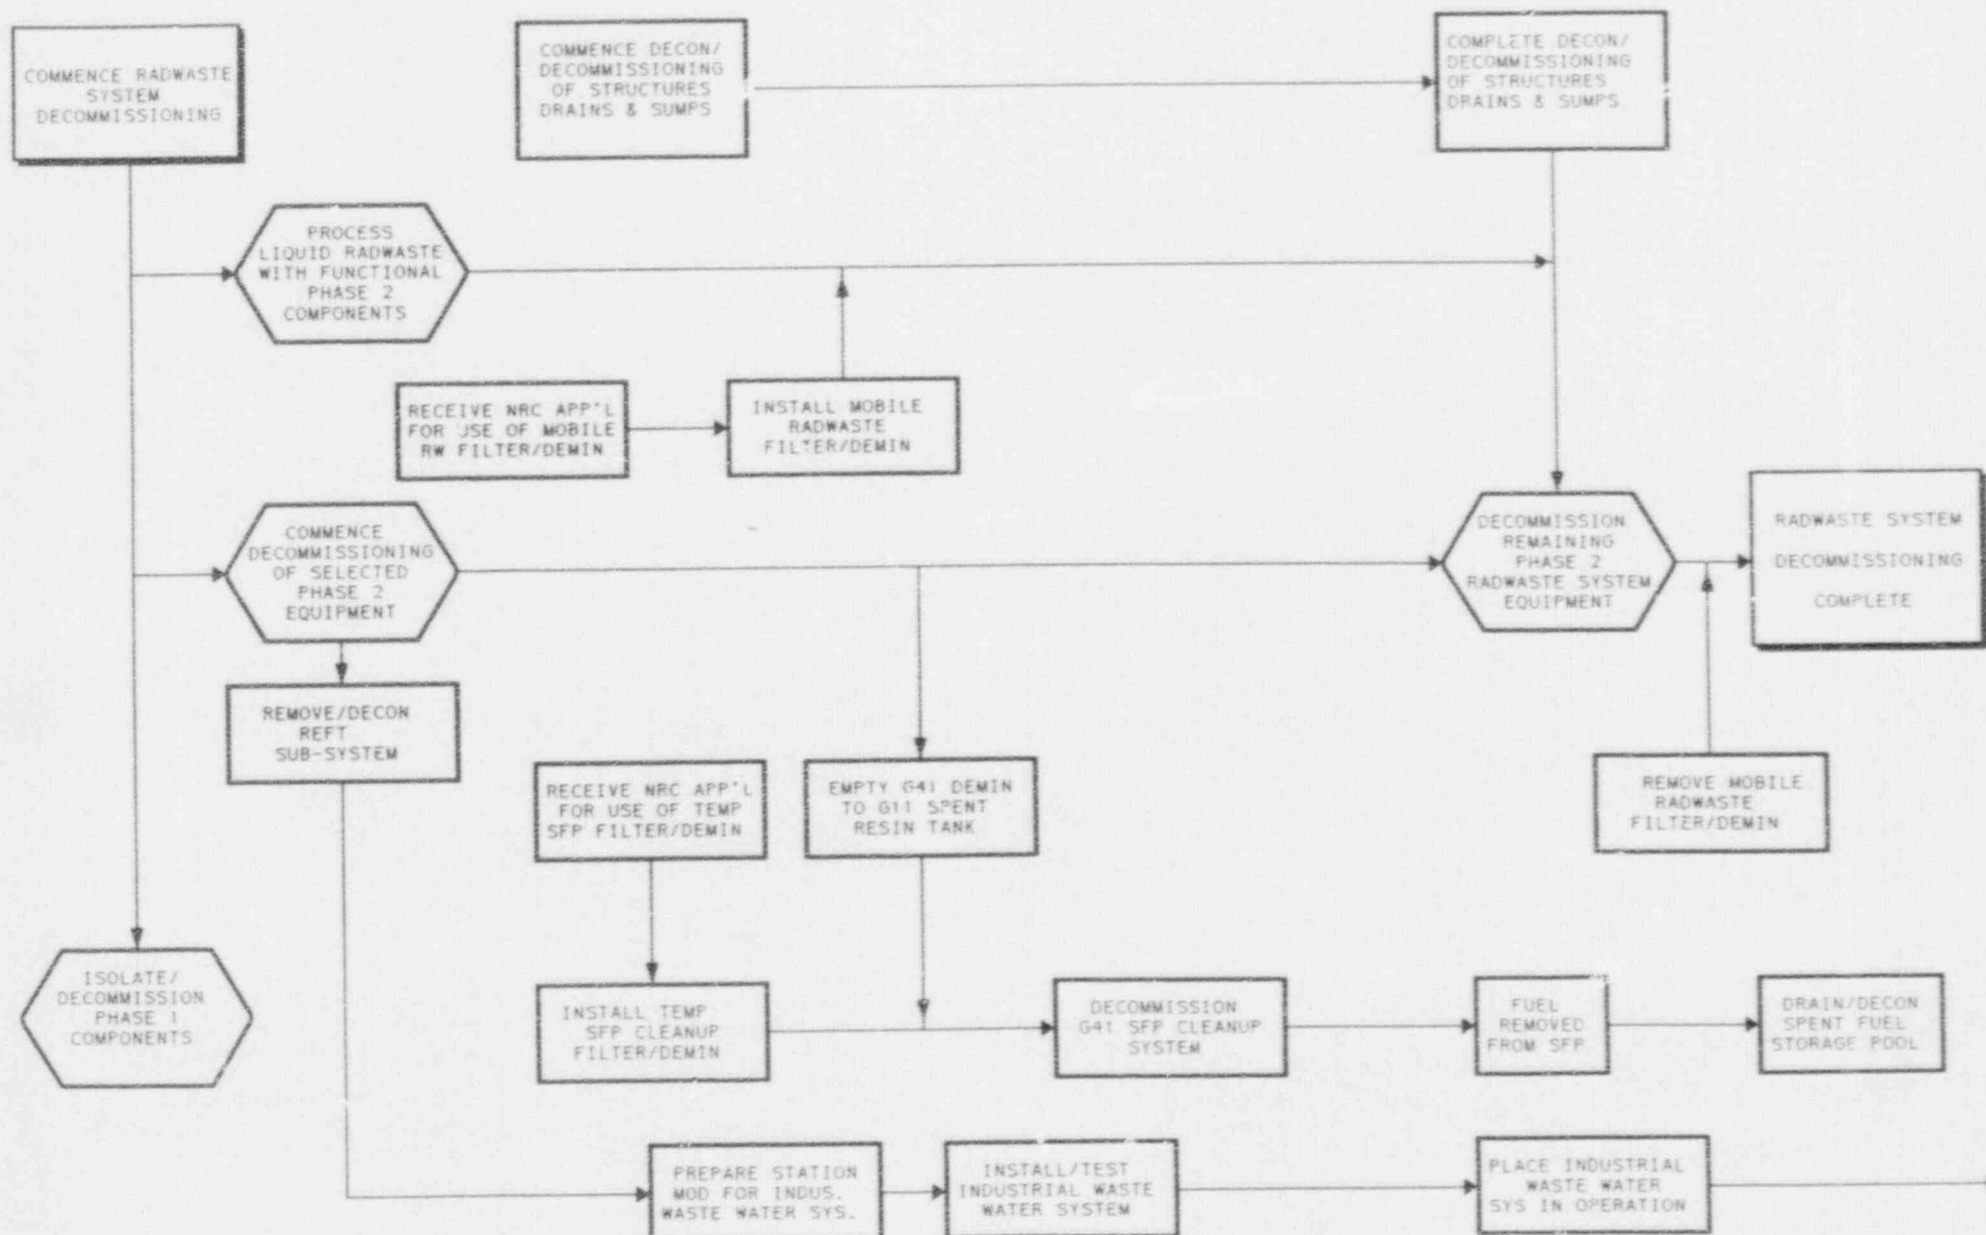 COMMENCE RADWASTE
SYSTEM
DECOMMISSIONING
COMMENCE DECON/
DECOMMISSIONING
OF STRUCTURES
DRAINS & SUMPS
COMPLETE DECON/
DECOMMISSIONING
OF STRUCTURES
DRAINS & SUMPS
PROCESS
LIQUID RADWASTE
WITH FUNCTIONAL
PHASE 2
COMPONENTS
RECEIVE NRC APP'L
FOR USE OF MOBILE
RW FILTER/DEMIN
INSTALL MOBILE
RADWASTE
FILTER/DEMIN
COMMENCE
DECOMMISSIONING
OF SELECTED
PHASE 2
EQUIPMENT
DECOMMISSION
REMAINING
PHASE 2
RADWASTE SYSTEM
EQUIPMENT
RADWASTE SYSTEM
DECOMMISSIONING
COMPLETE
REMOVE/DECON
REFT
SUB-SYSTEM
RECEIVE NRC APP'L
FOR USE OF TEMP
SFP FILTER/DEMIN
EMPTY G41 DEMIN
TO G11 SPENT
RESIN TANK
REMOVE MOBILE
RADWASTE
FILTER/DEMIN
ISOLATE/
DECOMMISSION
PHASE 1
COMPONENTS
INSTALL TEMP
SFP CLEANUP
FILTER/DEMIN
DECOMMISSION
G41 SFP CLEANUP
SYSTEM
FUEL
REMOVED
FROM SFP
DRAIN/DECON
SPENT FUEL
STORAGE POOL
PREPARE STATION
MOD FOR INDUS.
WASTE WATER SYS.
INSTALL/TEST
INDUSTRIAL WASTE
WATER SYSTEM
PLACE INDUSTRIAL
WASTE WATER
SYS IN OPERATION